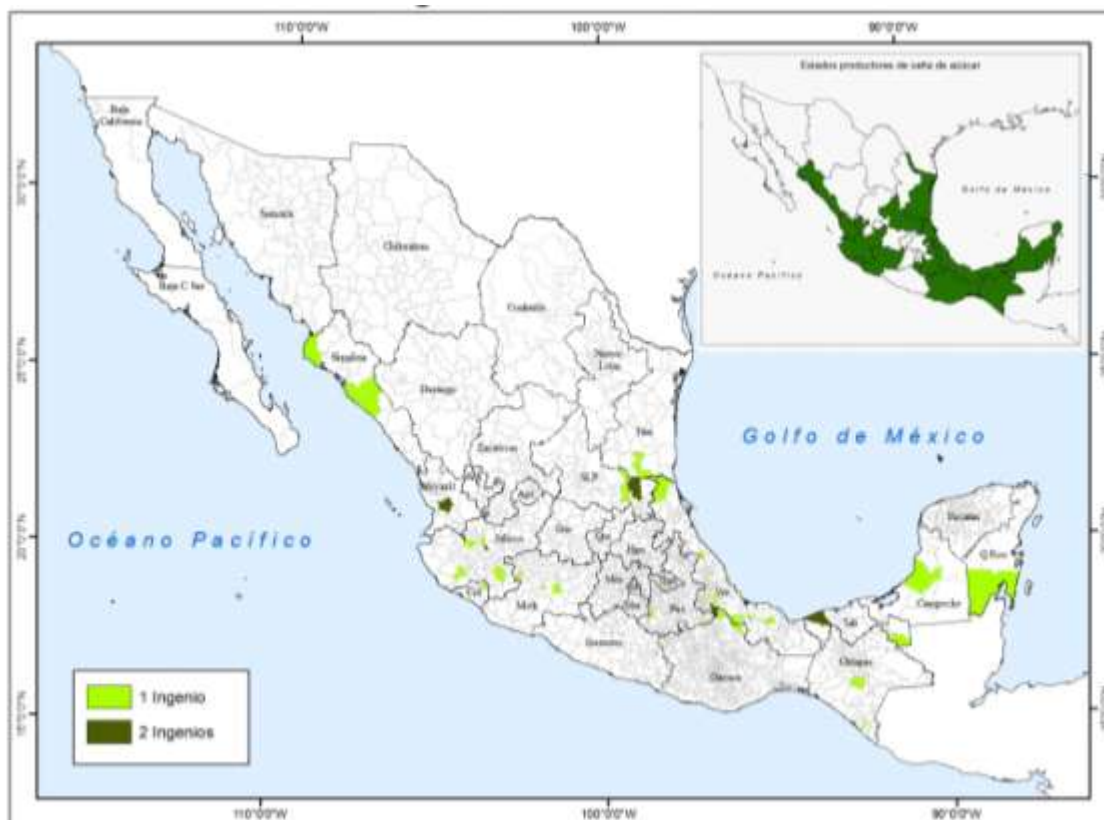 110°0'0"W 100°0'0"W 90°0'0"W
Estados productores de caña de azúcar
Golfo de México
Océano Pacífico
Baja
California
Sonora
Chihuahua
Baja C Sur
Coahuila
Sinaloa
Nuevo
León
Durango
Golfo de México
Tam
Zacatecas
SLP
Nayarit
Océano Pacífico
Yucatán
Jalisco
Gto
Qro
Q Roo
Col
Mich
Pue
Ver
Campeche
Tab
Guerrero
Oaxaca
Chiapas
1 Ingenio
2 Ingenios
110°0'0"W 100°0'0"W 90°0'0"W